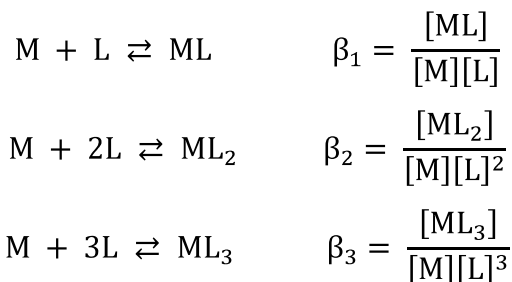 M + L ⇄ ML β₁ = [ML] / [M][L]
M + 2L ⇄ ML₂ β₂ = [ML₂] / [M][L]²
M + 3L ⇄ ML₃ β₃ = [ML₃] / [M][L]³